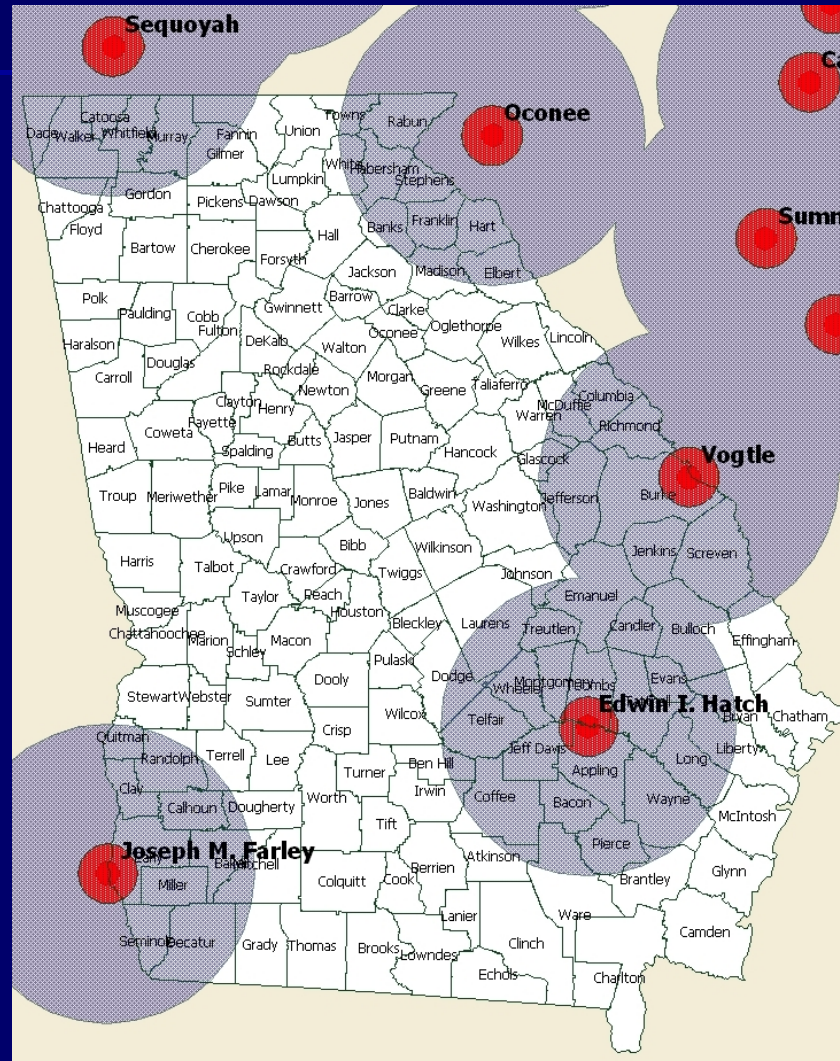 Sequoyah
Oconee
Catoosa
Dade Walker Whitfield Murray
Fannin
Union
Towns
Rabun
Gilmer
White
Habersham
Lumpkin
Stephens
Chattooga
Gordon
Pickens
Dawson
Floyd
Hall
Banks
Franklin
Hart
Summ
Bartow
Cherokee
Forsyth
Jackson
Madison
Elbert
Polk
Paulding
Cobb
Fulton
Gwinnett
Barrow
Clarke
Oconee
Oglethorpe
Haralson
DeKalb
Walton
Wilkes
Lincoln
Carroll
Douglas
Rockdale
Newton
Morgan
Greene
Taliaferro
Clayton
Henry
Fayette
Coweta
Warren
McDuffie
Columbia
Richmond
Heard
Spalding
Butts
Jasper
Putnam
Hancock
Glascock
Vogtle
Troup
Meriwether
Pike
Lamar
Monroe
Jones
Baldwin
Washington
Jefferson
Burke
Upson
Bibb
Wilkinson
Jenkins
Screven
Harris
Talbot
Crawford
Twiggs
Johnson
Taylor
Peach
Houston
Emanuel
Muscogee
Chattahoochee
Marion
Schley
Macon
Bleckley
Laurens
Treutlen
Candler
Bulloch
Effingham
Pulaski
Dooly
Dodge
Wheeler
Montgomery
Toombs
Evans
Stewart
Webster
Sumter
Crisp
Wilcox
Telfair
Edwin I. Hatch
Bryan
Chatham
Quitman
Randolph
Terrell
Lee
Turner
Ben Hill
Jeff Davis
Appling
Long
Liberty
Clay
Calhoun
Dougherty
Worth
Irwin
Coffee
Bacon
Wayne
McIntosh
Tift
Joseph M. Farley
Mitchell
Miller
Colquitt
Cook
Berrien
Atkinson
Pierce
Brantley
Glynn
Seminole
Decatur
Grady
Thomas
Brooks
Lowndes
Lanier
Clinch
Ware
Camden
Echols
Charlton